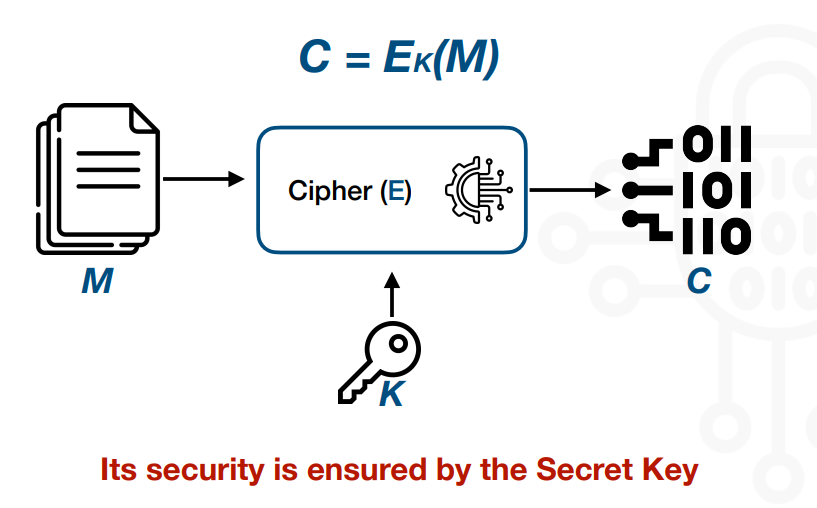 C = EK(M)
Cipher (E)
011
101
110
M
C
K
Its security is ensured by the Secret Key